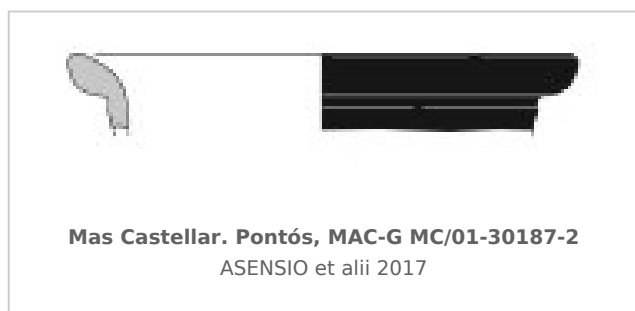 Mas Castellar. Pontós, MAC-G MC/01-30187-2
ASENSIO et alii 2017